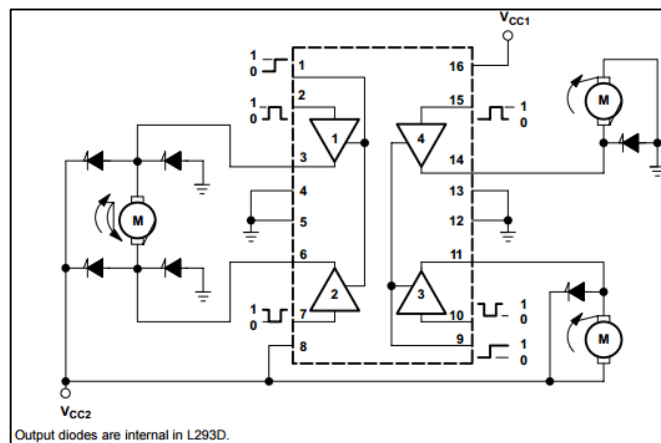 VCC1
1 0 1 16
1 0 2 15 1 0
1 4 M
3 14
4 13
M 5 12
6 11
2 3
1 0 7 10 1 0
8 9 1 0 M
VCC2
Output diodes are internal in L293D.